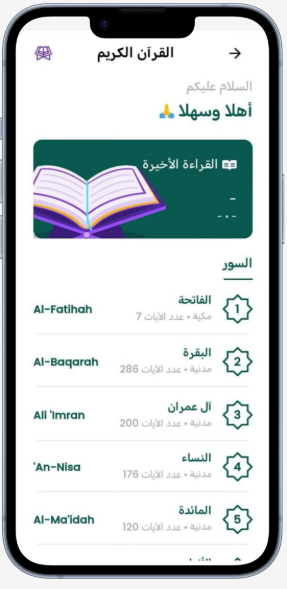 القرآن الكريم
السلام عليكم
أهلا وسهلا 🙏
القراءة الأخيرة
السور
1 الفاتحة Al-Fatihah
مكية • عدد الآيات 7
2 البقرة Al-Baqarah
مدنية • عدد الآيات 286
3 آل عمران Ali 'Imran
مدنية • عدد الآيات 200
4 النساء An-Nisa'
مدنية • عدد الآيات 176
5 المائدة Al-Ma'idah
مدنية • عدد الآيات 120